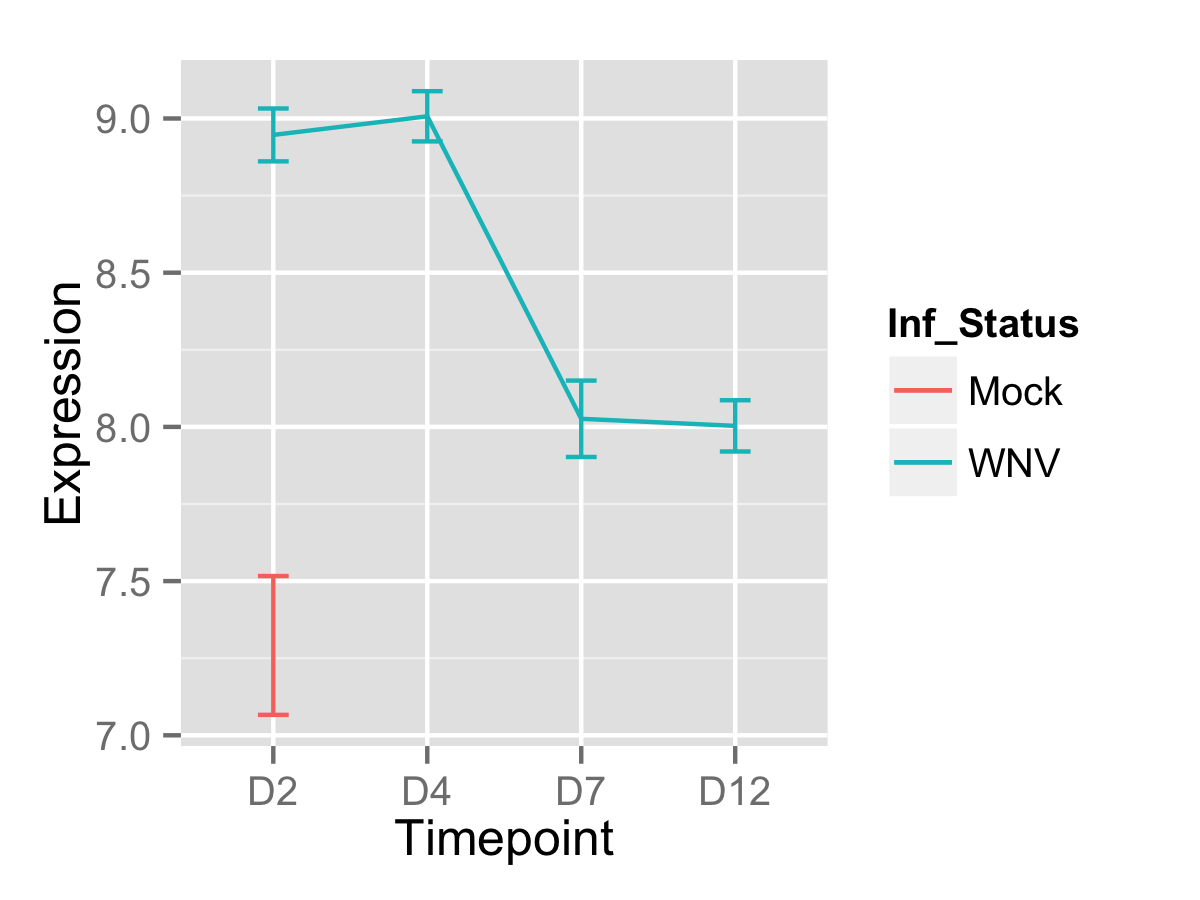 9.0
8.5
8.0
7.5
7.0
Expression
D2 D4 D7 D12
Timepoint
Inf_Status
Mock
WNV